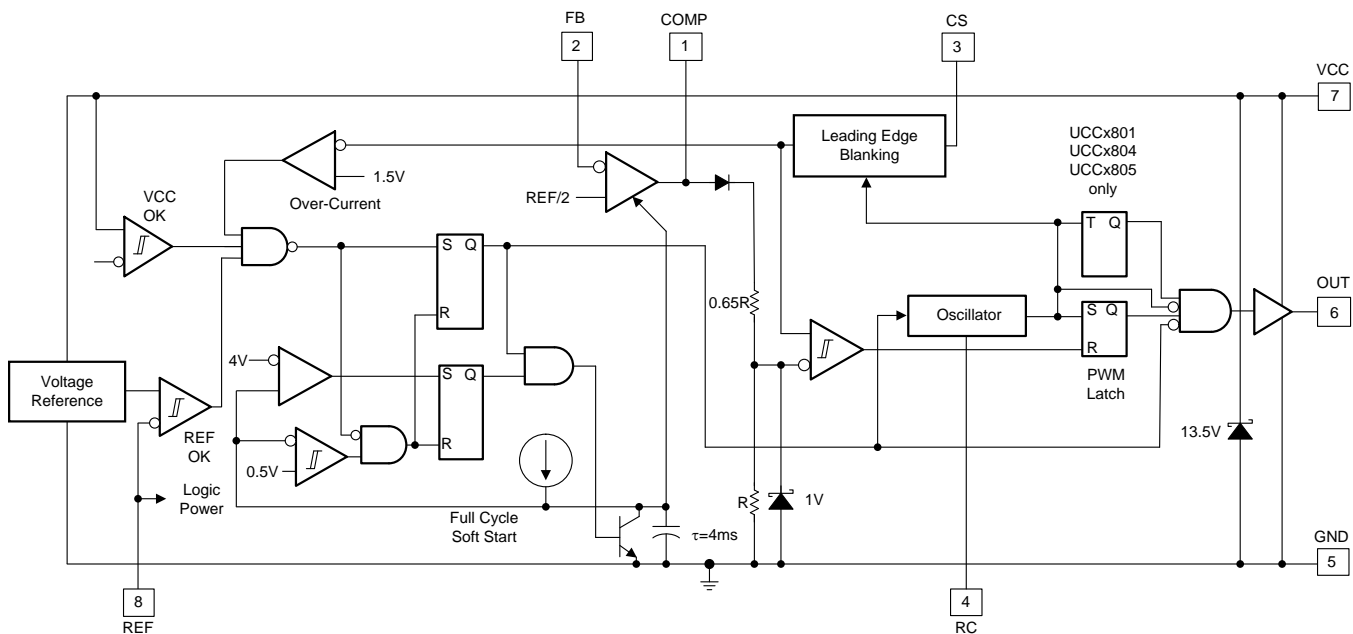 FB
COMP
CS
2
1
3
VCC
7
Leading Edge
Blanking
UCCx801
UCCx804
UCCx805
only
1.5V
Over-Current
VCC
OK
REF/2
T Q
S Q
R
0.65R
Oscillator
OUT
6
S Q
R
PWM
Latch
4V
Voltage
Reference
S Q
R
REF
OK
0.5V
13.5V
Logic
Power
Full Cycle
Soft Start
R
1V
τ=4ms
GND
5
8
REF
4
RC